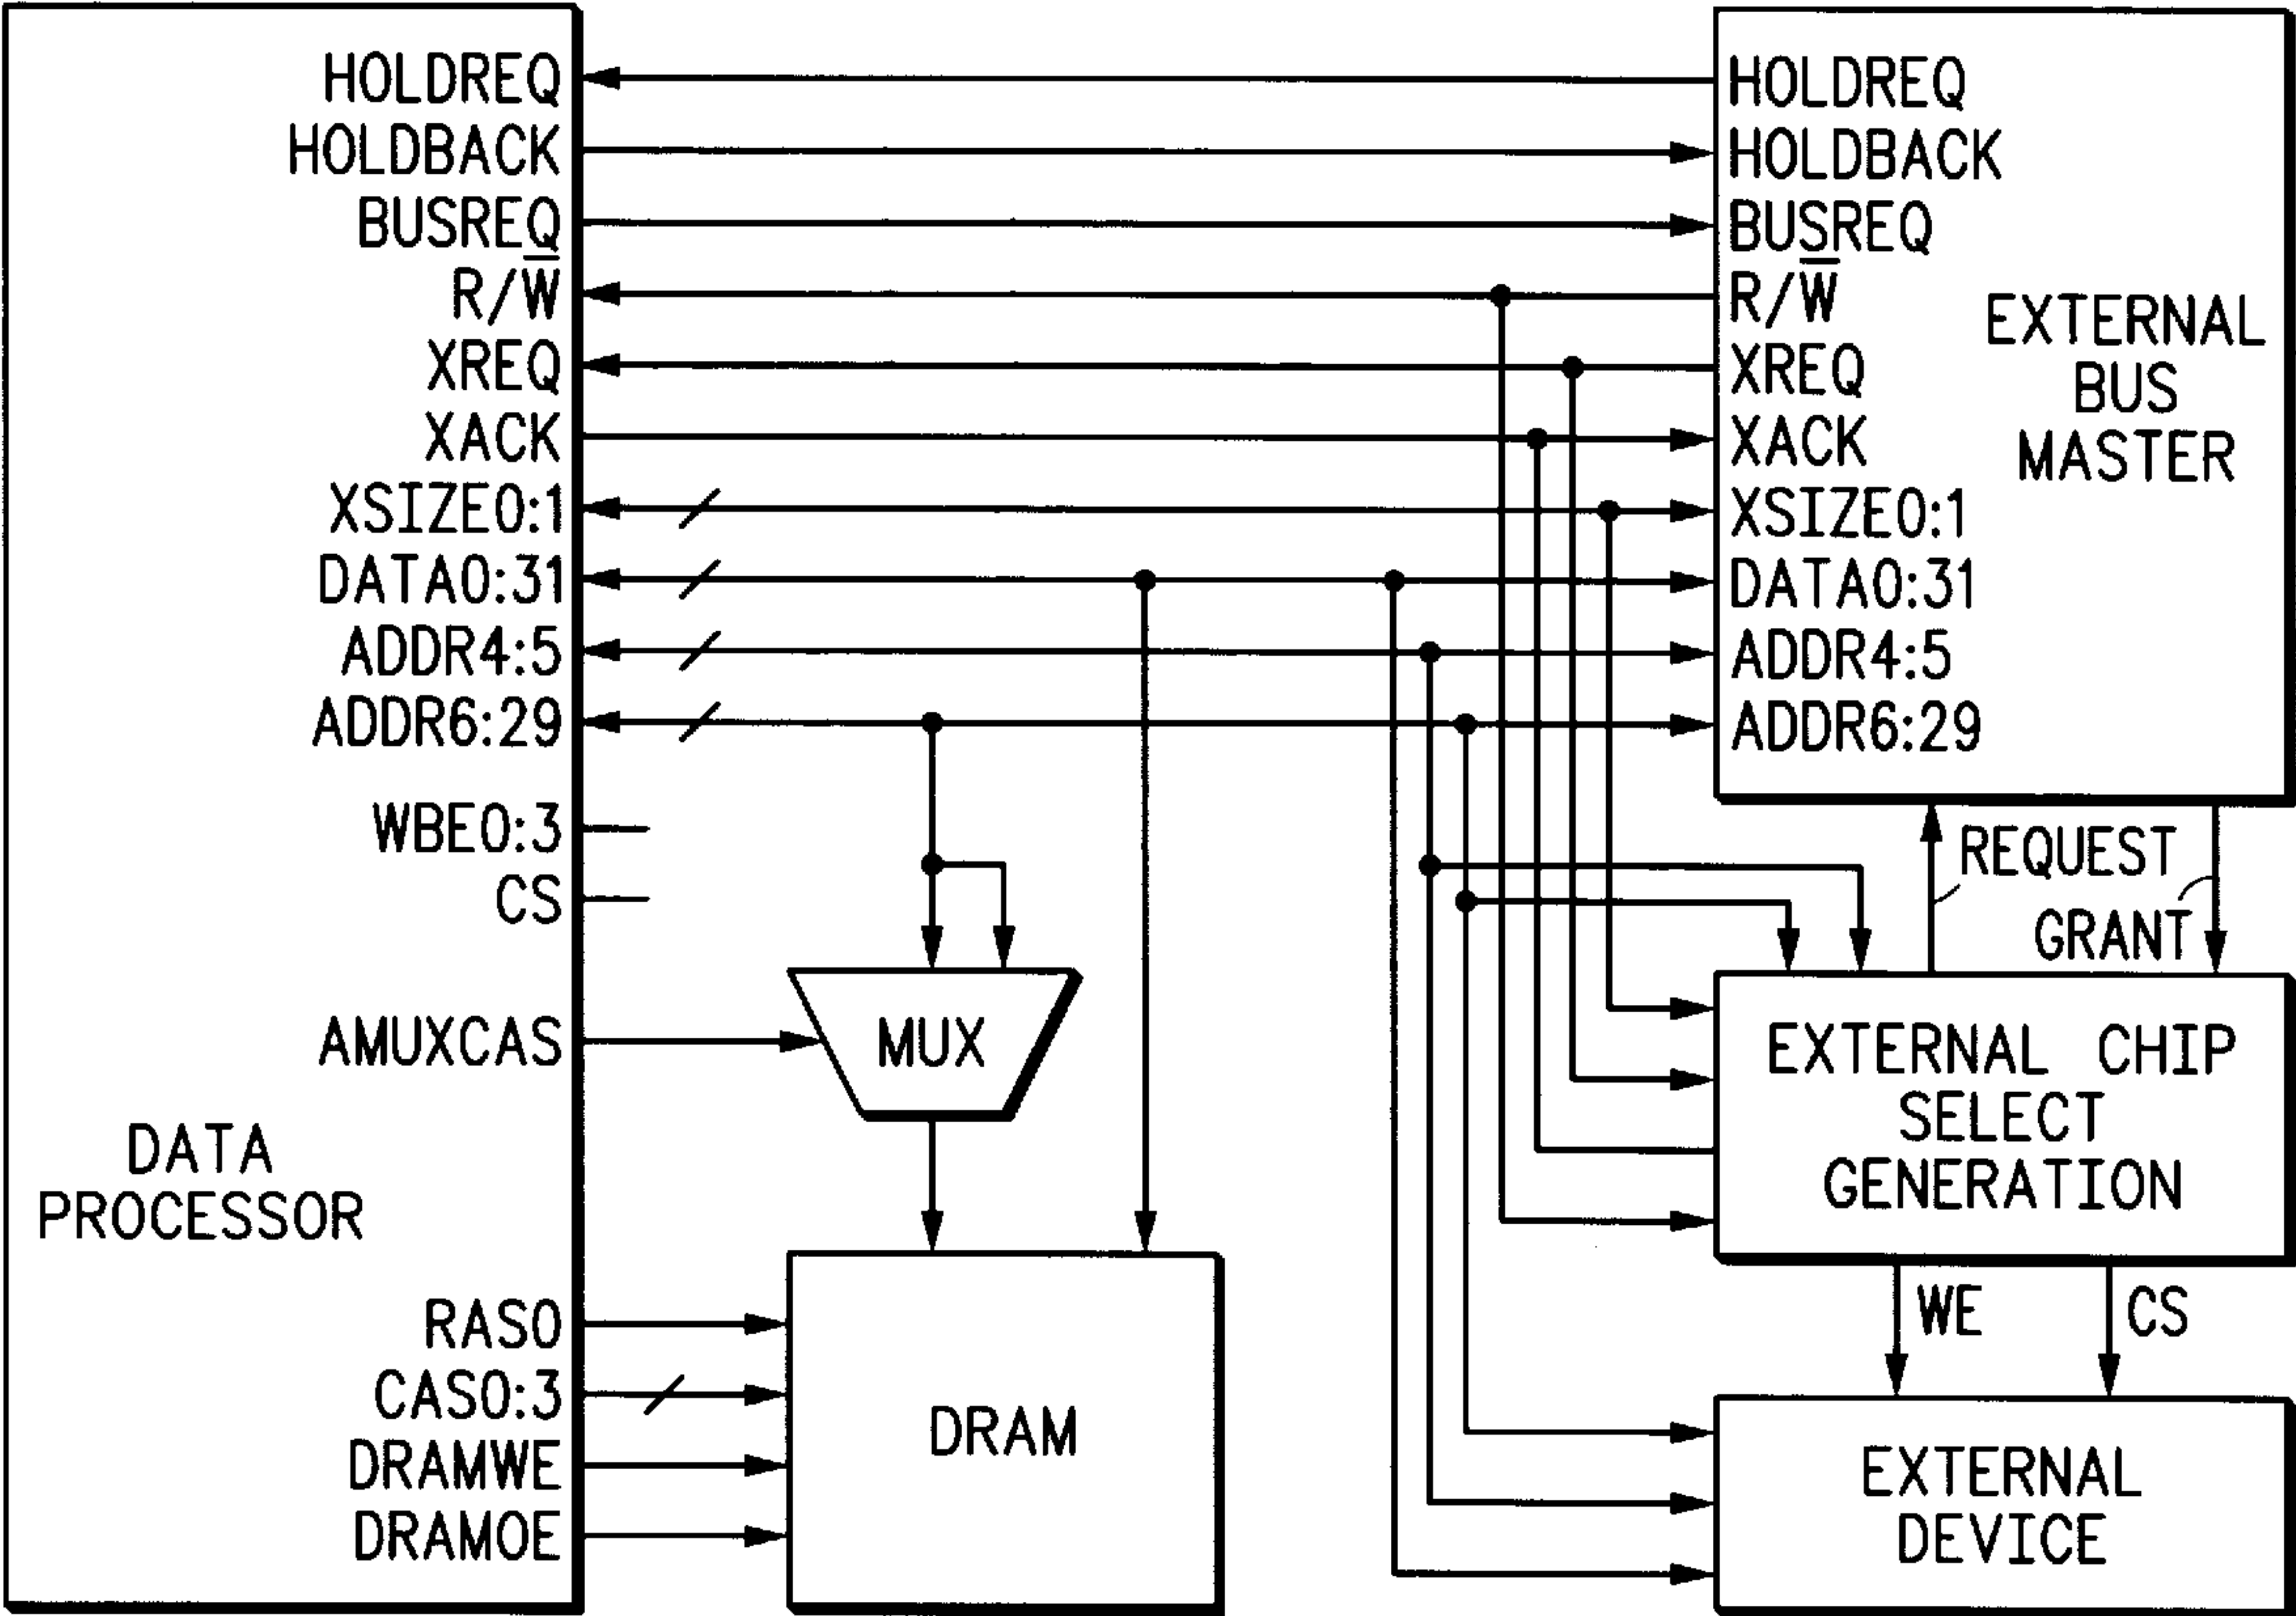 HOLDREQ
HOLDBACK
BUSREQ
R/W̅
XREQ
XACK
XSIZE0:1
DATA0:31
ADDR4:5
ADDR6:29
WBE0:3
CS
AMUXCAS
DATA
PROCESSOR
RAS0
CAS0:3
DRAMWE
DRAMOE
MUX
DRAM
HOLDREQ
HOLDBACK
BUSREQ
R/W̅
XREQ
XACK
XSIZE0:1
DATA0:31
ADDR4:5
ADDR6:29
EXTERNAL
BUS
MASTER
REQUEST
GRANT
EXTERNAL CHIP
SELECT
GENERATION
WE
CS
EXTERNAL
DEVICE